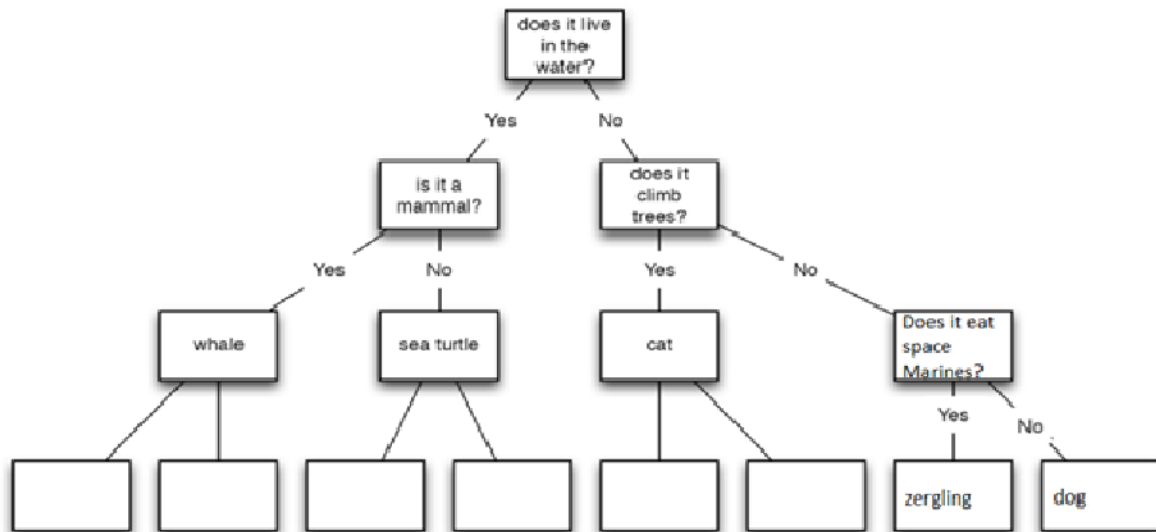 does it live
in the
water?
Yes
No
is it a
mammal?
does it
climb
trees?
Yes
No
Yes
No
whale
sea turtle
cat
Does it eat
space
Marines?
Yes
No
zergling
dog